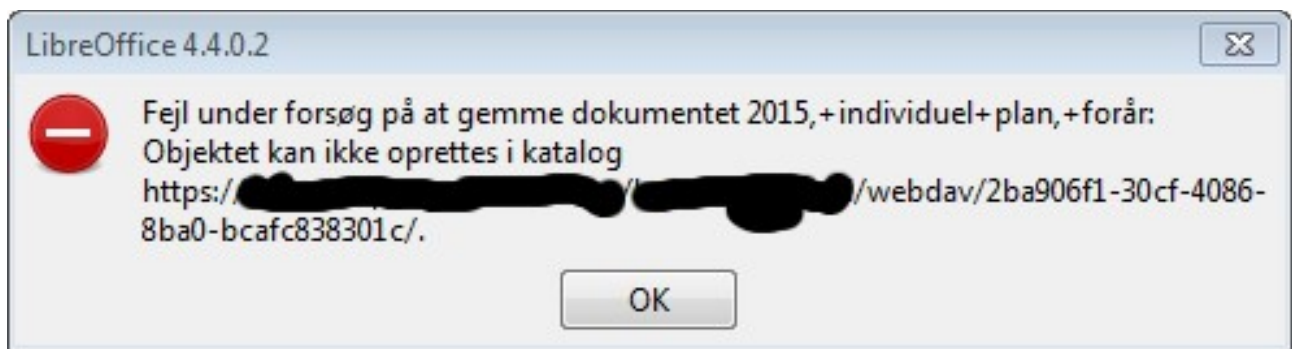 LibreOffice 4.4.0.2
Fejl under forsøg på at gemme dokumentet 2015,+individuel+plan,+forår:
Objektet kan ikke oprettes i katalog
https:/ / /webdav/2ba906f1-30cf-4086-
8ba0-bcafc838301c/.
OK